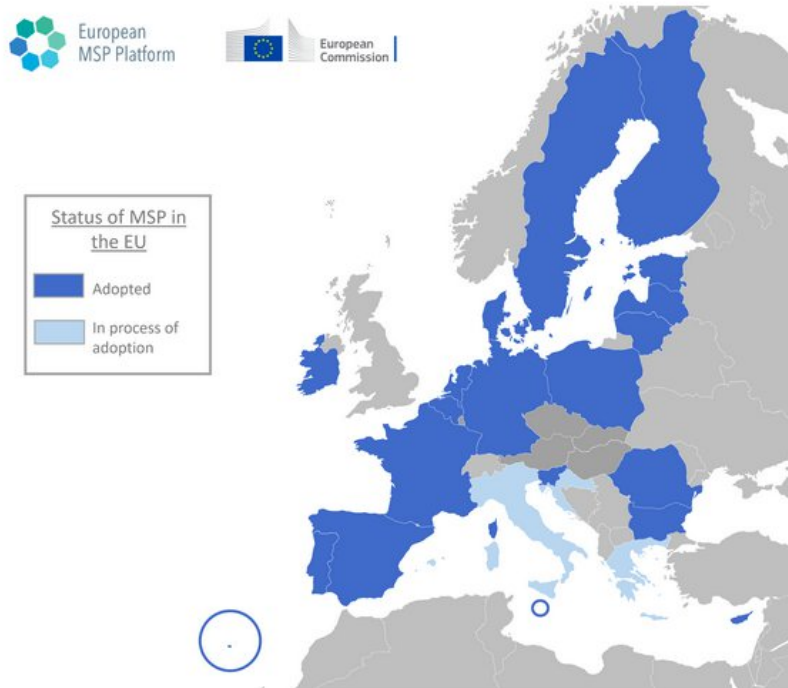 European
MSP Platform
European
Commission
Status of MSP in
the EU
Adopted
In process of
adoption